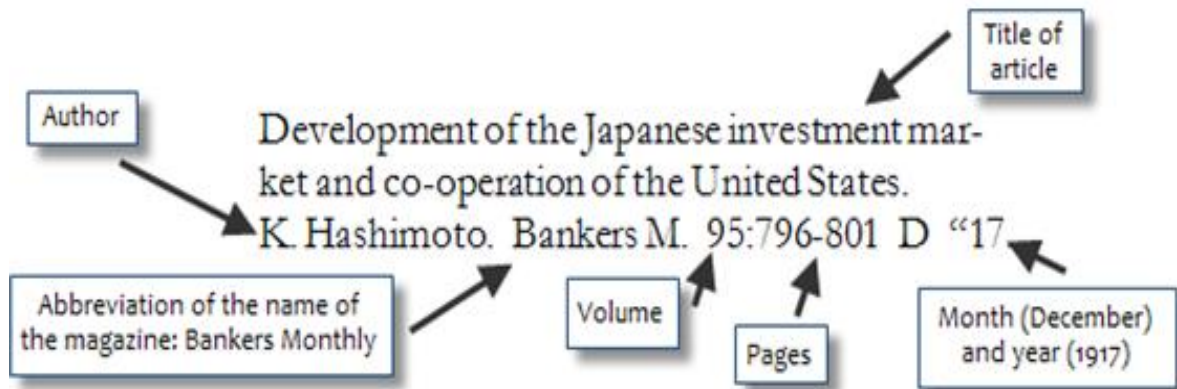 Title of
article
Author
Development of the Japanese investment mar-
ket and co-operation of the United States.
K. Hashimoto. Bankers M. 95:796-801 D “17
Abbreviation of the name of
the magazine: Bankers Monthly
Volume
Pages
Month (December)
and year (1917)